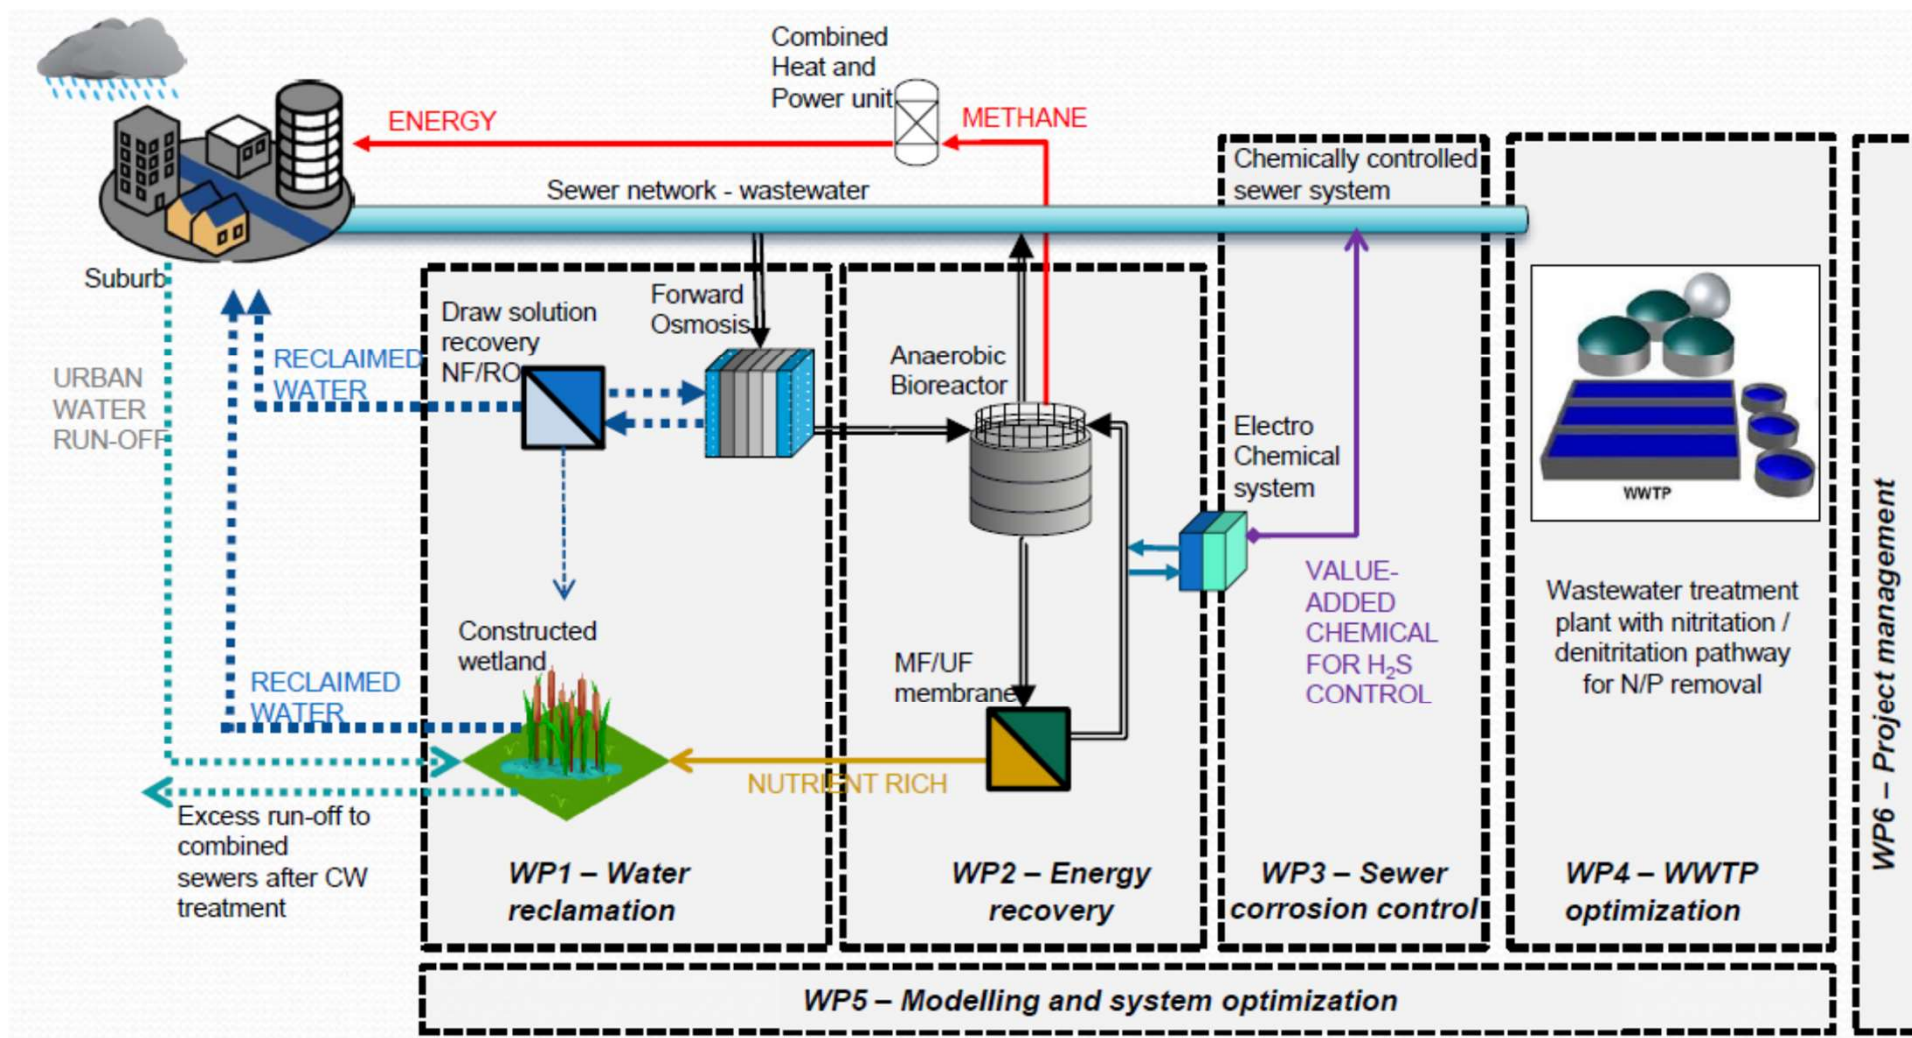 Combined
Heat and
Power unit
ENERGY
METHANE
Sewer network - wastewater
Chemically controlled
sewer system
Suburb
URBAN
WATER
RUN-OFF
RECLAIMED
WATER
Draw solution
recovery
NF/RO
Forward
Osmosis
Anaerobic
Bioreactor
Electro
Chemical
system
WWTP
Wastewater treatment
plant with nitritation /
denitritation pathway
for N/P removal
VALUE-
ADDED
CHEMICAL
FOR H₂S
CONTROL
Constructed
wetland
RECLAIMED
WATER
MF/UF
membrane
NUTRIENT RICH
Excess run-off to
combined
sewers after CW
treatment
WP1 – Water
reclamation
WP2 – Energy
recovery
WP3 – Sewer
corrosion control
WP4 – WWTP
optimization
WP5 – Modelling and system optimization
WP6 – Project management